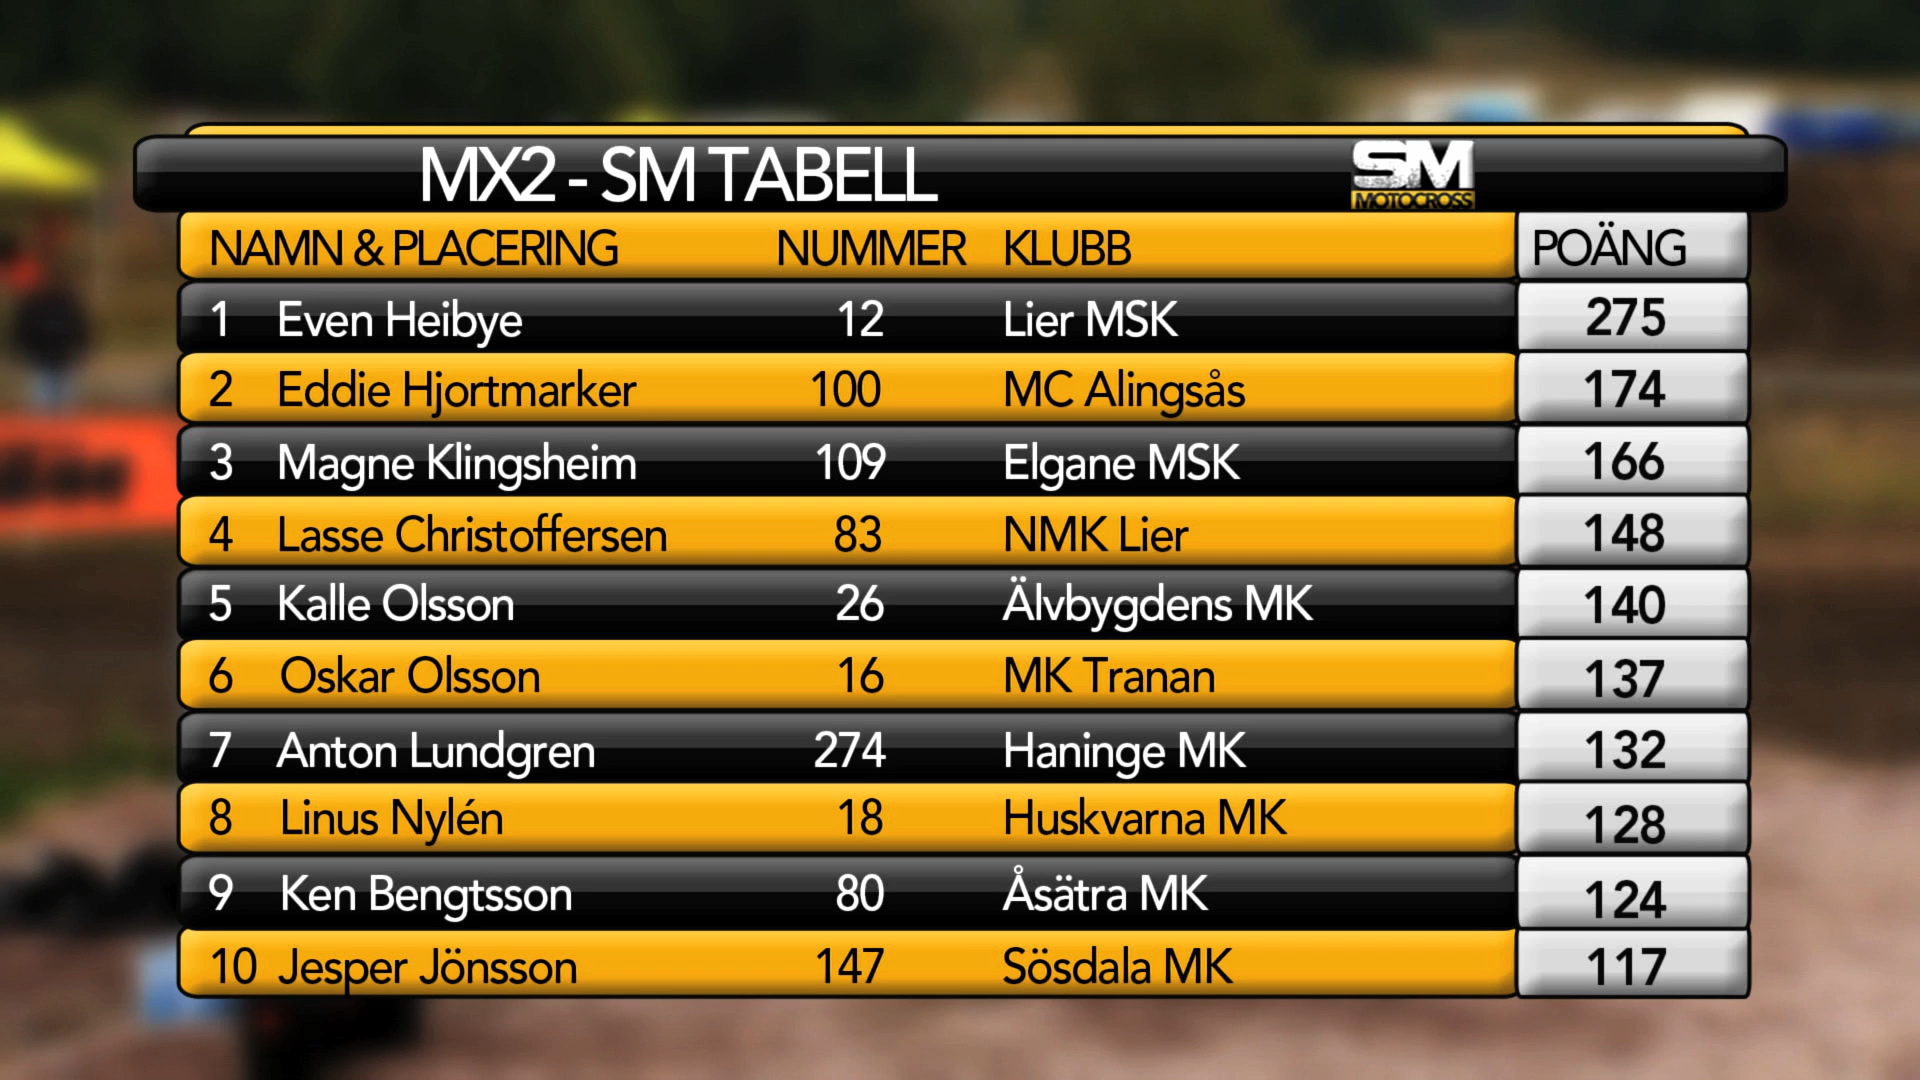 MX2 - SM TABELL
SM
MOTOCROSS
NAMN & PLACERING NUMMER KLUBB POÄNG
1 Even Heibye 12 Lier MSK 275
2 Eddie Hjortmarker 100 MC Alingsås 174
3 Magne Klingsheim 109 Elgane MSK 166
4 Lasse Christoffersen 83 NMK Lier 148
5 Kalle Olsson 26 Älvbygdens MK 140
6 Oskar Olsson 16 MK Tranan 137
7 Anton Lundgren 274 Haninge MK 132
8 Linus Nylén 18 Huskvarna MK 128
9 Ken Bengtsson 80 Åsätra MK 124
10 Jesper Jönsson 147 Sösdala MK 117